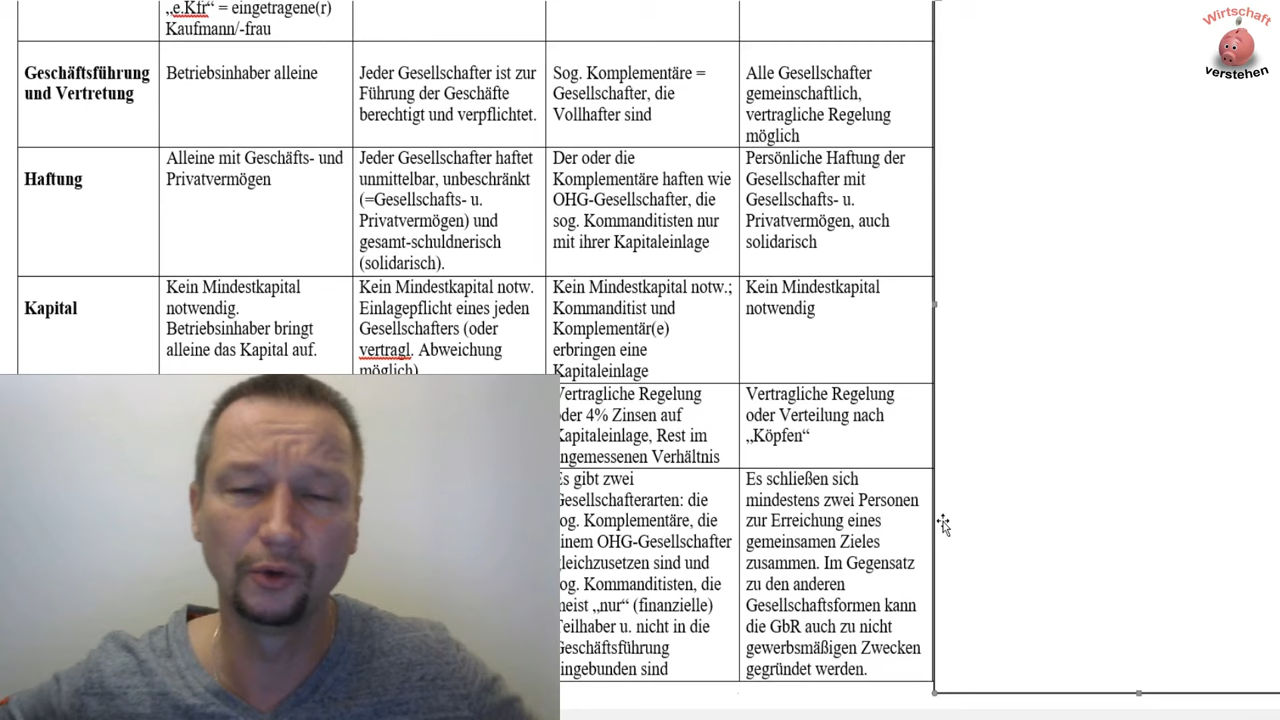 „e.Kfr“ = eingetragene(r)
Kaufmann/-frau
Geschäftsführung
und Vertretung
Betriebsinhaber alleine
Jeder Gesellschafter ist zur
Führung der Geschäfte
berechtigt und verpflichtet.
Sog. Komplementäre =
Gesellschafter, die
Vollhafter sind
Alle Gesellschafter
gemeinschaftlich,
vertragliche Regelung
möglich
Haftung
Alleine mit Geschäfts- und
Privatvermögen
Jeder Gesellschafter haftet
unmittelbar, unbeschränkt
(=Gesellschafts- u.
Privatvermögen) und
gesamt-schuldnerisch
(solidarisch).
Der oder die
Komplementäre haften wie
OHG-Gesellschafter, die
sog. Kommanditisten nur
mit ihrer Kapitaleinlage
Persönliche Haftung der
Gesellschafter mit
Gesellschafts- u.
Privatvermögen, auch
solidarisch
Kapital
Kein Mindestkapital
notwendig.
Betriebsinhaber bringt
alleine das Kapital auf.
Kein Mindestkapital notw.
Einlagepflicht eines jeden
Gesellschafters (oder
vertragl. Abweichung
möglich)
Kein Mindestkapital notw.;
Kommanditist und
Komplementär(e)
erbringen eine
Kapitaleinlage
Kein Mindestkapital
notwendig
Vertragliche Regelung
oder 4% Zinsen auf
Kapitaleinlage, Rest im
angemessenen Verhältnis
Vertragliche Regelung
oder Verteilung nach
„Köpfen“
Es gibt zwei
Gesellschafterarten: die
sog. Komplementäre, die
einem OHG-Gesellschafter
gleichzusetzen sind und
sog. Kommanditisten, die
meist „nur“ (finanzielle)
Teilhaber u. nicht in die
Geschäftsführung
eingebunden sind
Es schließen sich
mindestens zwei Personen
zur Erreichung eines
gemeinsamen Zieles
zusammen. Im Gegensatz
zu den anderen
Gesellschaftsformen kann
die GbR auch zu nicht
gewerbsmäßigen Zwecken
gegründet werden.
Wirtschaft
verstehen